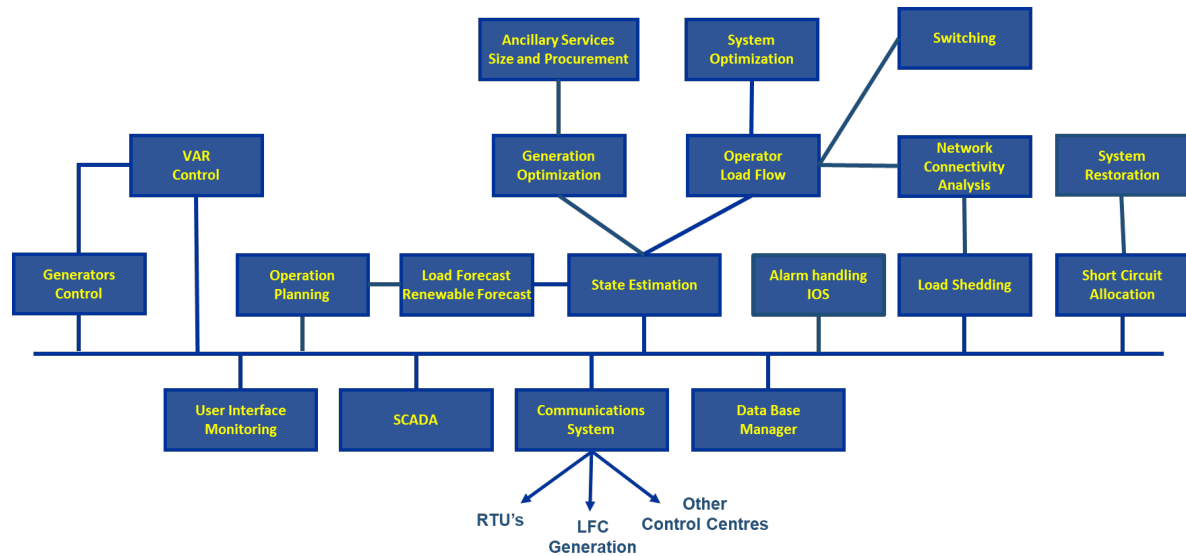 Ancillary Services
Size and Procurement
System
Optimization
Switching
VAR
Control
Generation
Optimization
Operator
Load Flow
Network
Connectivity
Analysis
System
Restoration
Generators
Control
Operation
Planning
Load Forecast
Renewable Forecast
State Estimation
Alarm handling
IOS
Load Shedding
Short Circuit
Allocation
User Interface
Monitoring
SCADA
Communications
System
Data Base
Manager
RTU's
LFC
Generation
Other
Control Centres